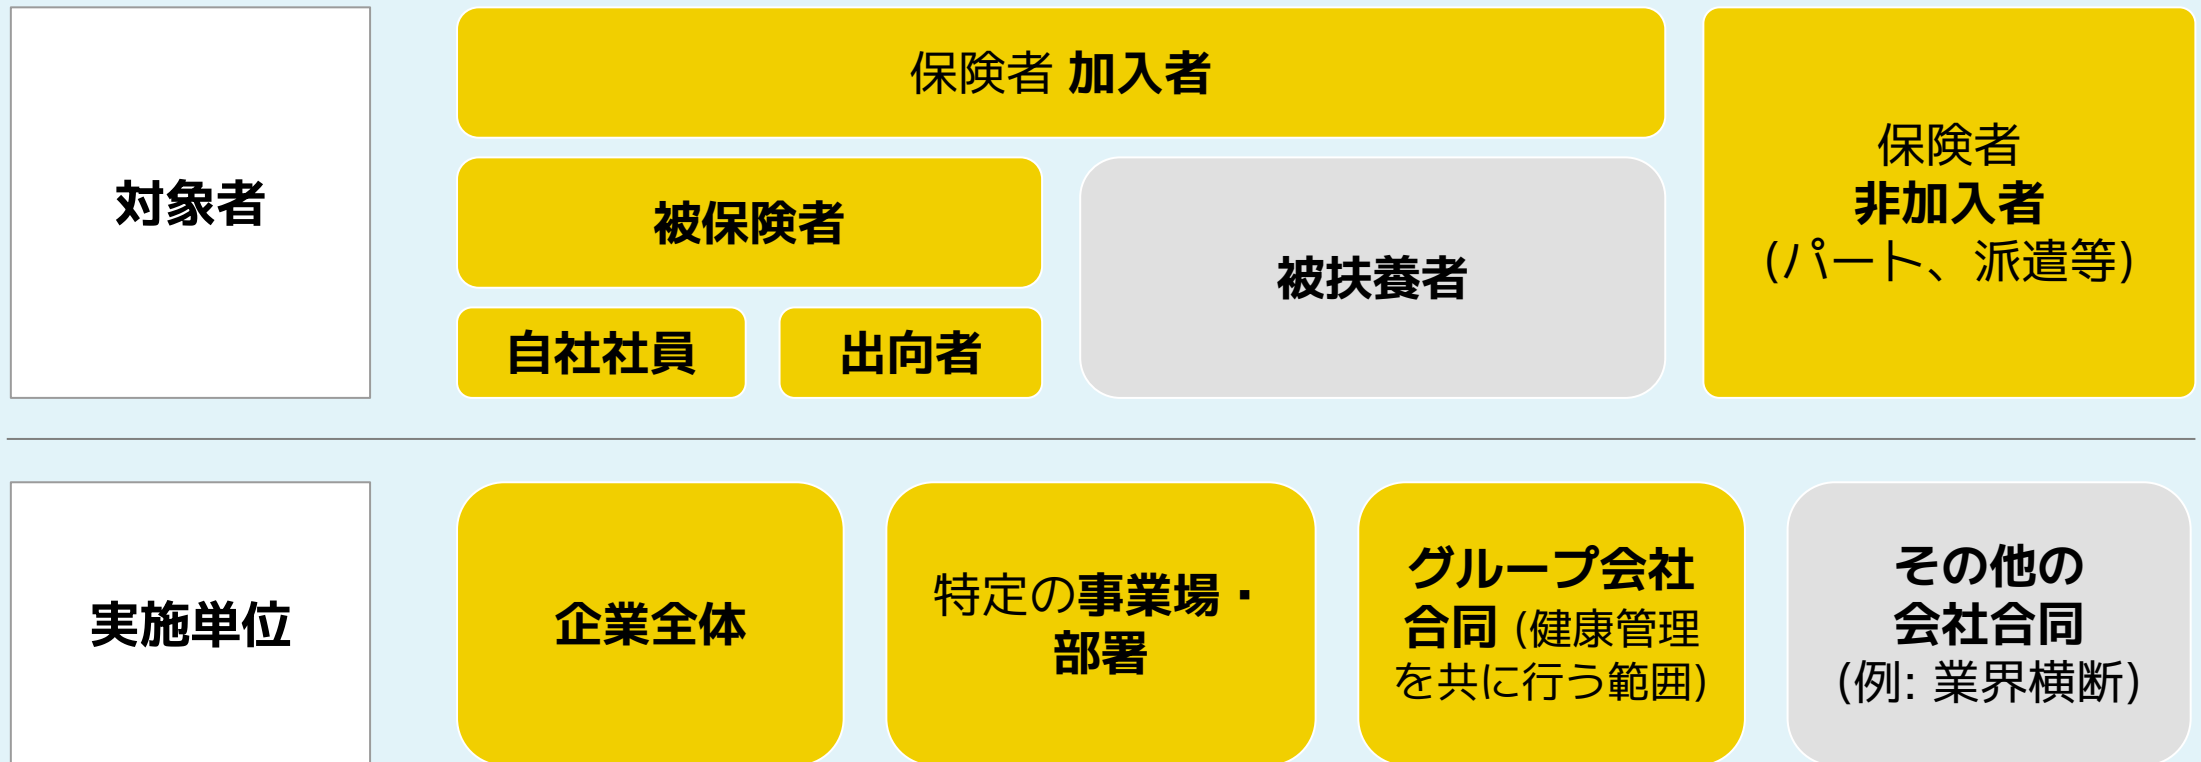 対象者
保険者 加入者
被保険者
自社社員
出向者
被扶養者
保険者
非加入者
(パート、派遣等)
実施単位
企業全体
特定の事業場・
部署
グループ会社
合同 (健康管理
を共に行う範囲)
その他の
会社合同
(例: 業界横断)